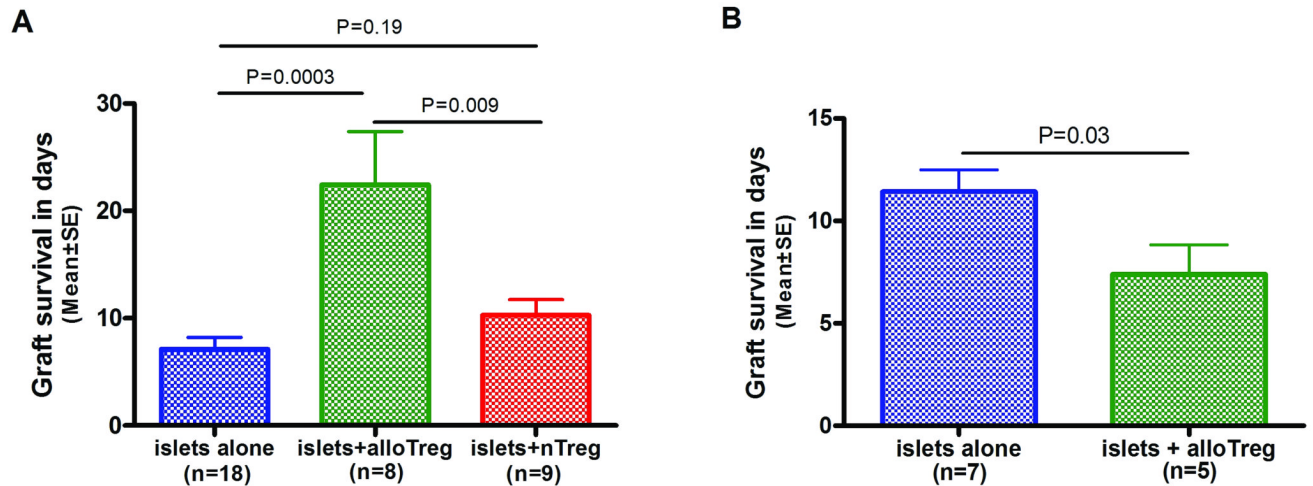 A
P=0.19
P=0.0003
P=0.009
30
20
10
0
Graft survival in days
(Mean±SE)
islets alone
(n=18)
islets+alloTreg
(n=8)
islets+nTreg
(n=9)
B
P=0.03
15
10
5
0
Graft survival in days
(Mean±SE)
islets alone
(n=7)
islets + alloTreg
(n=5)